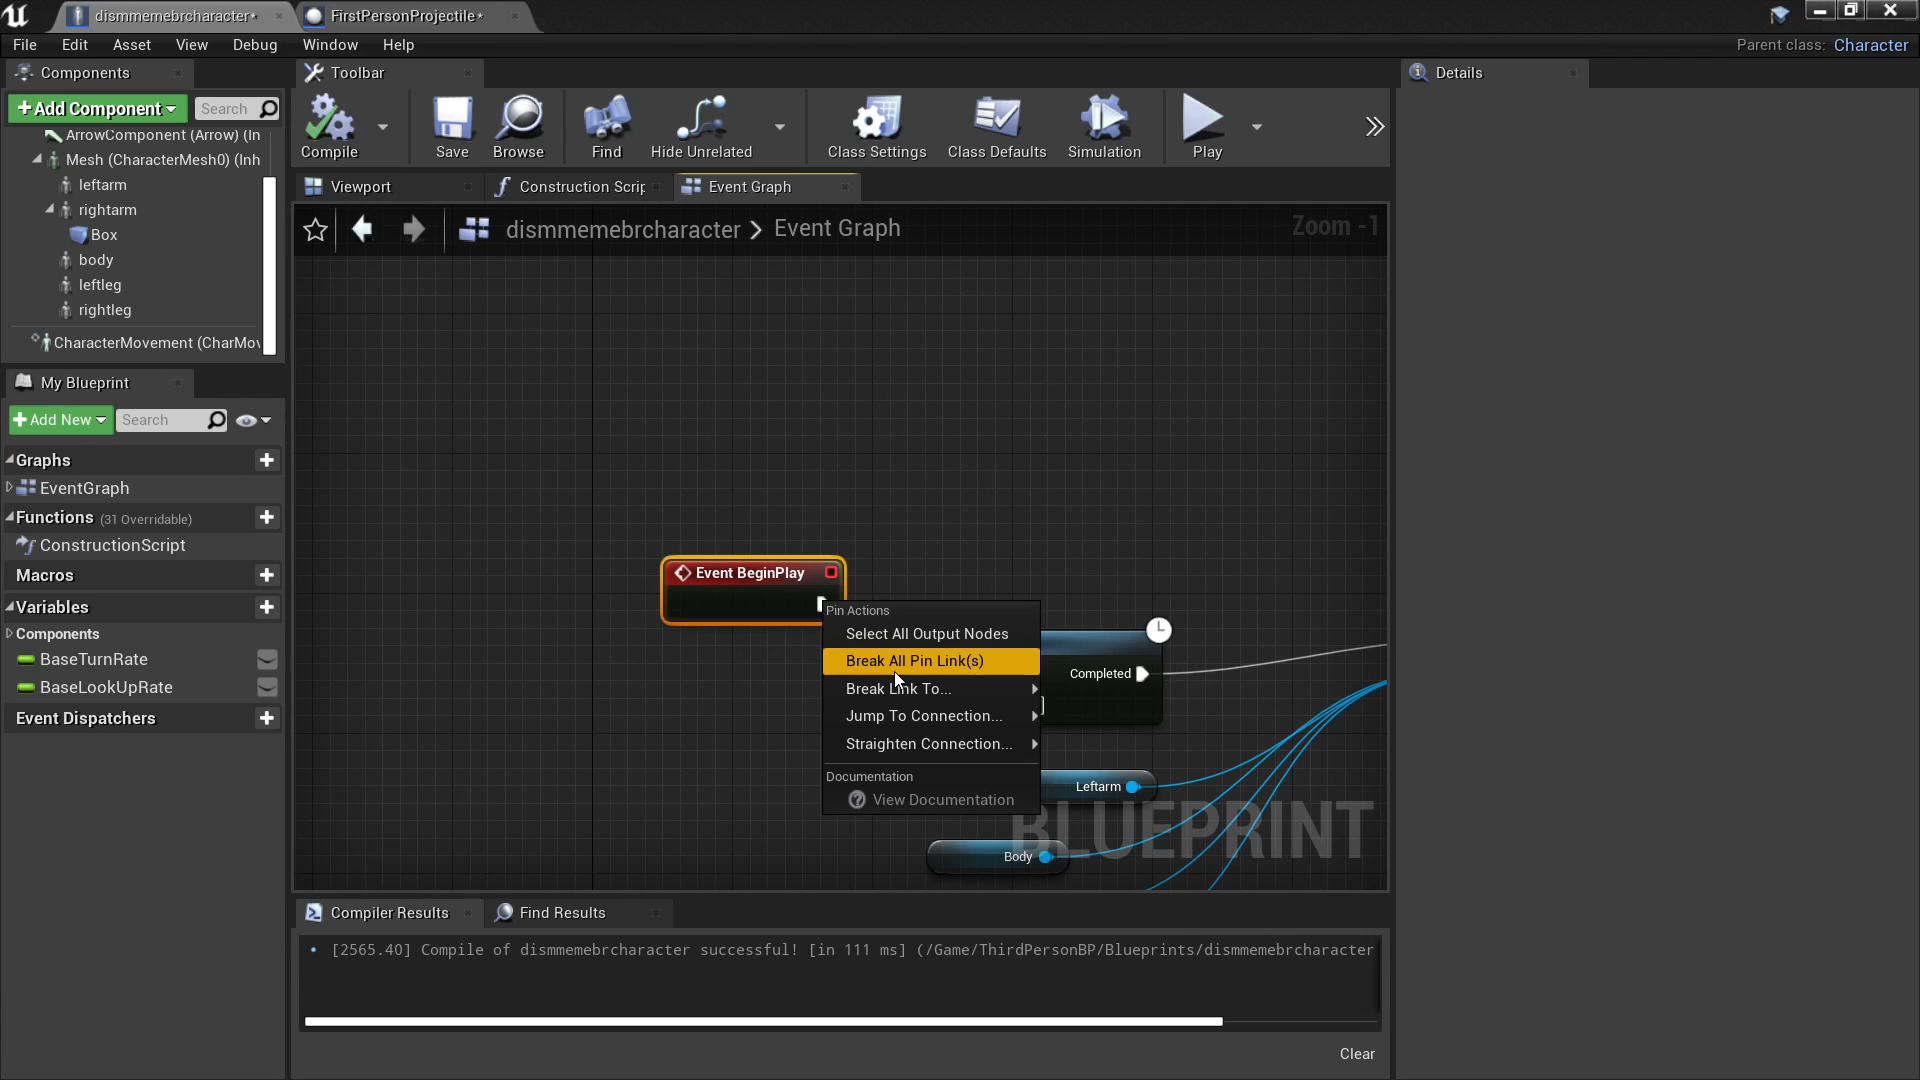 dismmemebrcharacter*
FirstPersonProjectile*
File Edit Asset View Debug Window Help
Parent class: Character
Components
Toolbar
Details
Add Component
Search
ArrowComponent (Arrow) (In
Mesh (CharacterMesh0) (Inh
leftarm
rightarm
Box
body
leftleg
rightleg
CharacterMovement (CharMov
Compile
Save
Browse
Find
Hide Unrelated
Class Settings
Class Defaults
Simulation
Play
Viewport
Construction Scrip
Event Graph
dismmemebrcharacter > Event Graph
Zoom -1
My Blueprint
Add New
Search
Graphs
EventGraph
Functions (31 Overridable)
ConstructionScript
Macros
Variables
Components
BaseTurnRate
BaseLookUpRate
Event Dispatchers
Event BeginPlay
Pin Actions
Select All Output Nodes
Break All Pin Link(s)
Break Link To...
Jump To Connection...
Straighten Connection...
Documentation
View Documentation
Completed
Leftarm
Body
BLUEPRINT
Compiler Results
Find Results
[2565.40] Compile of dismmemebrcharacter successful! [in 111 ms] (/Game/ThirdPersonBP/Blueprints/dismmemebrcharacter
Clear